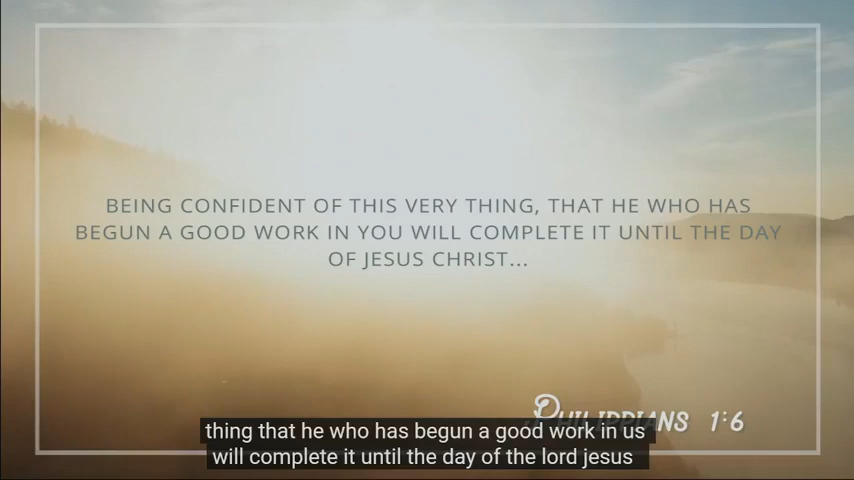 BEING CONFIDENT OF THIS VERY THING, THAT HE WHO HAS
BEGUN A GOOD WORK IN YOU WILL COMPLETE IT UNTIL THE DAY
OF JESUS CHRIST...
PHILIPPIANS 1:6
thing that he who has begun a good work in us
will complete it until the day of the lord jesus